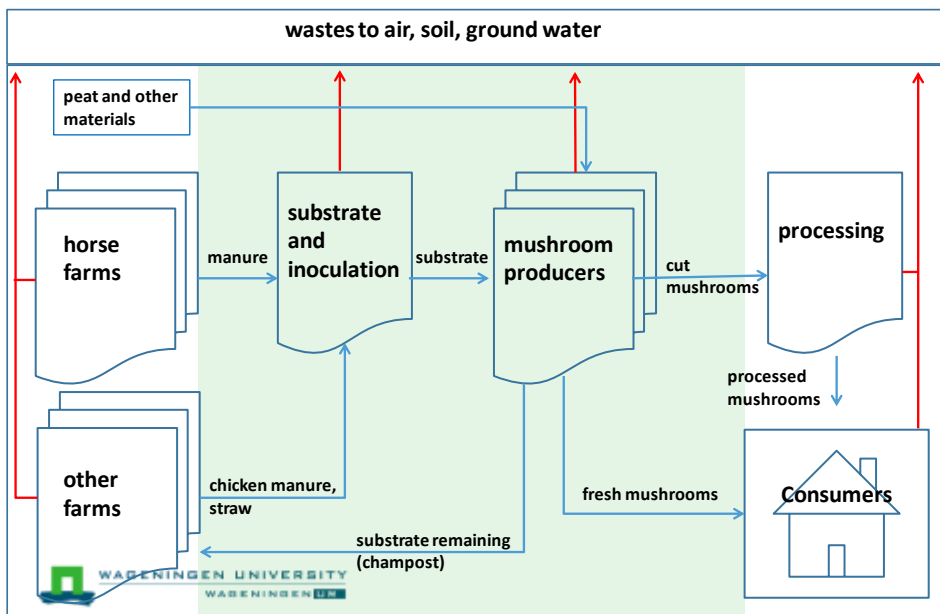 wastes to air, soil, ground water
peat and other
materials
horse
farms
manure
substrate
and
inoculation
substrate
mushroom
producers
cut
mushrooms
processing
processed
mushrooms
other
farms
chicken manure,
straw
fresh mushrooms
Consumers
substrate remaining
(champost)
WAGENINGEN UNIVERSITY
WAGENINGEN UR